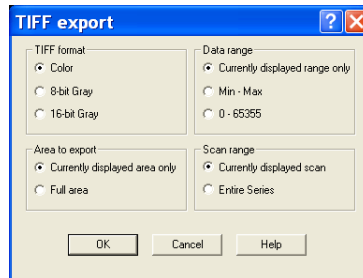 TIFF export
TIFF format
Color
8-bit Gray
16-bit Gray
Data range
Currently displayed range only
Min - Max
0 - 65355
Area to export
Currently displayed area only
Full area
Scan range
Currently displayed scan
Entire Series
OK
Cancel
Help